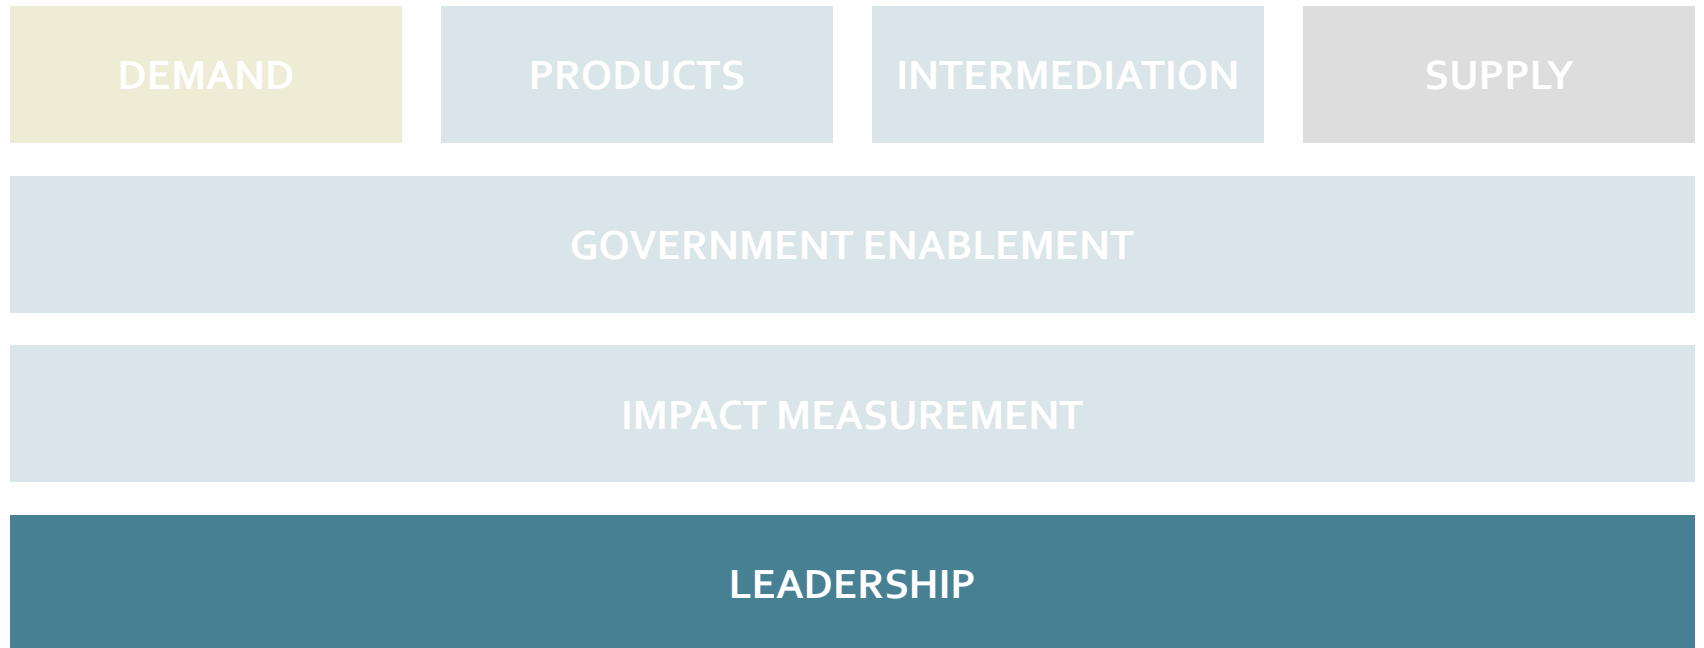 DEMAND
PRODUCTS
INTERMEDIATION
SUPPLY
GOVERNMENT ENABLEMENT
IMPACT MEASUREMENT
LEADERSHIP